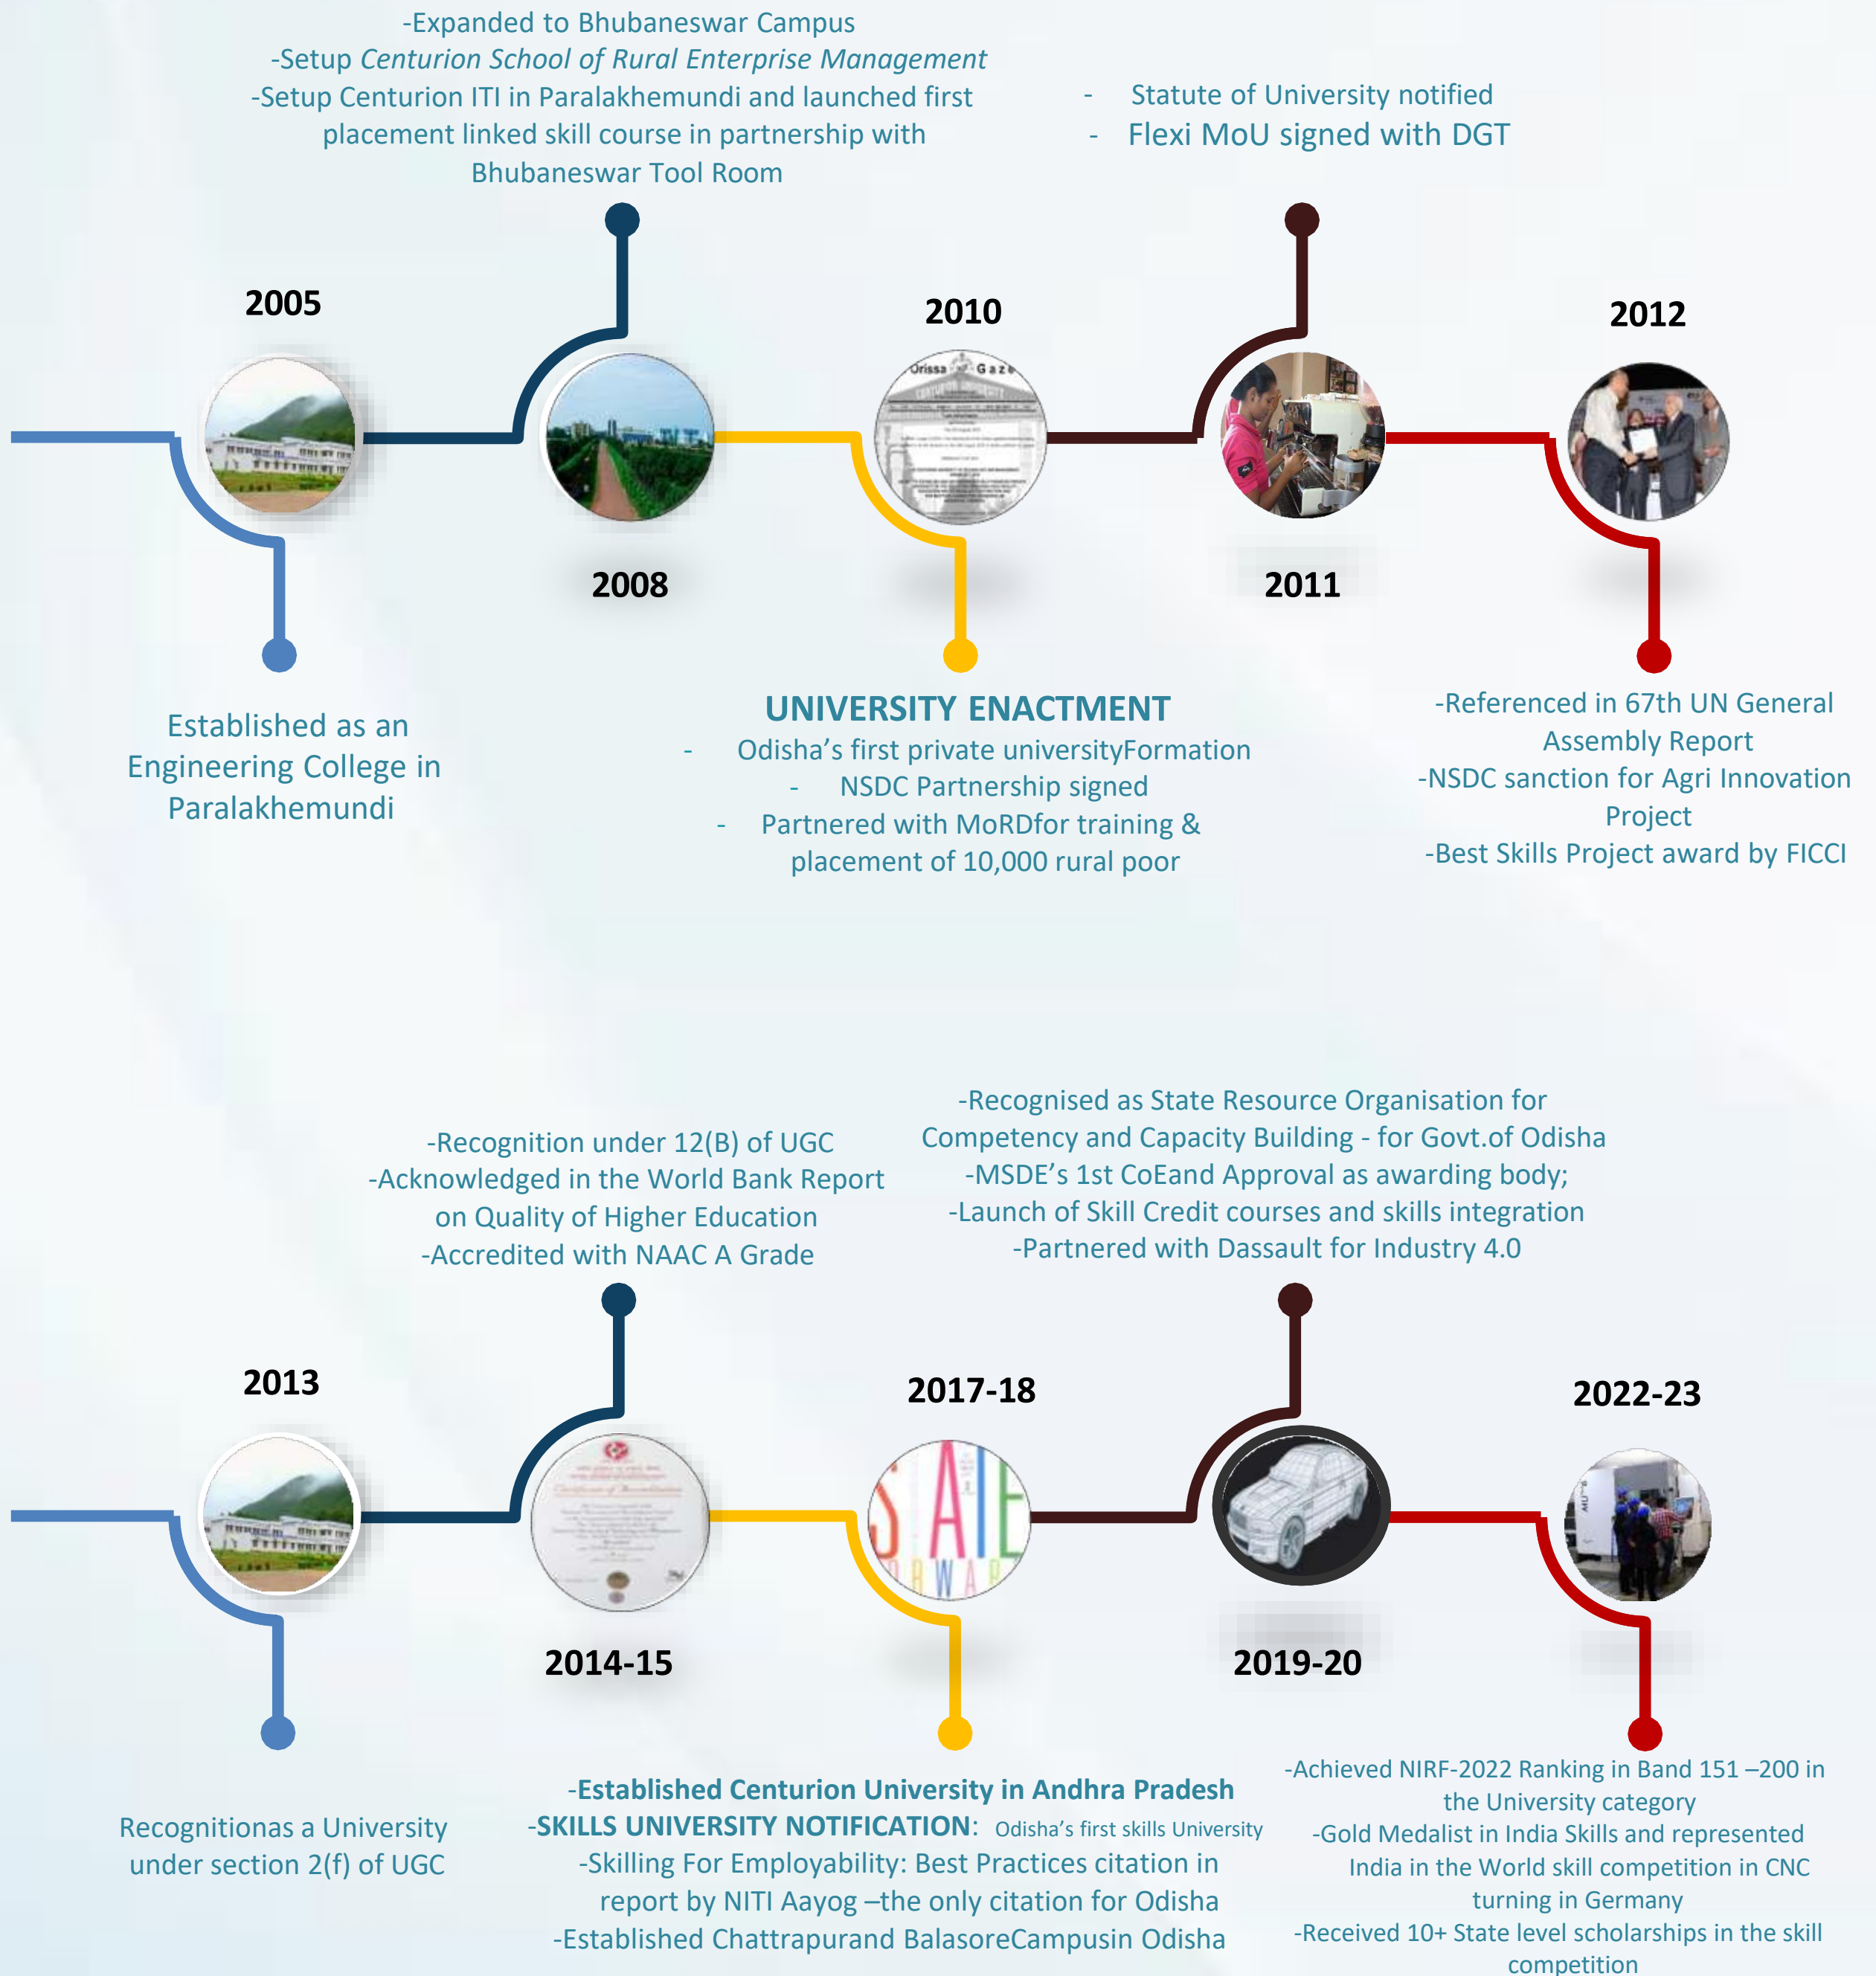 -Expanded to Bhubaneswar Campus
-Setup Centurion School of Rural Enterprise Management
-Setup Centurion ITI in Paralakhemundi and launched first
placement linked skill course in partnership with
Bhubaneswar Tool Room
- Statute of University notified
- Flexi MoU signed with DGT
2005
2010
2012
Orissa Gaze
2008
2011
Established as an
Engineering College in
Paralakhemundi
UNIVERSITY ENACTMENT
- Odisha’s first private universityFormation
- NSDC Partnership signed
- Partnered with MoRDfor training &
placement of 10,000 rural poor
-Referenced in 67th UN General
Assembly Report
-NSDC sanction for Agri Innovation
Project
-Best Skills Project award by FICCI
-Recognition under 12(B) of UGC
-Acknowledged in the World Bank Report
on Quality of Higher Education
-Accredited with NAAC A Grade
-Recognised as State Resource Organisation for
Competency and Capacity Building - for Govt.of Odisha
-MSDE’s 1st CoEand Approval as awarding body;
-Launch of Skill Credit courses and skills integration
-Partnered with Dassault for Industry 4.0
2013
2017-18
2022-23
Certificate of Accreditation
2014-15
2019-20
Recognitionas a University
under section 2(f) of UGC
-Established Centurion University in Andhra Pradesh
-SKILLS UNIVERSITY NOTIFICATION: Odisha’s first skills University
-Skilling For Employability: Best Practices citation in
report by NITI Aayog –the only citation for Odisha
-Established Chattrapurand BalasoreCampusin Odisha
-Achieved NIRF-2022 Ranking in Band 151 –200 in
the University category
-Gold Medalist in India Skills and represented
India in the World skill competition in CNC
turning in Germany
-Received 10+ State level scholarships in the skill
competition